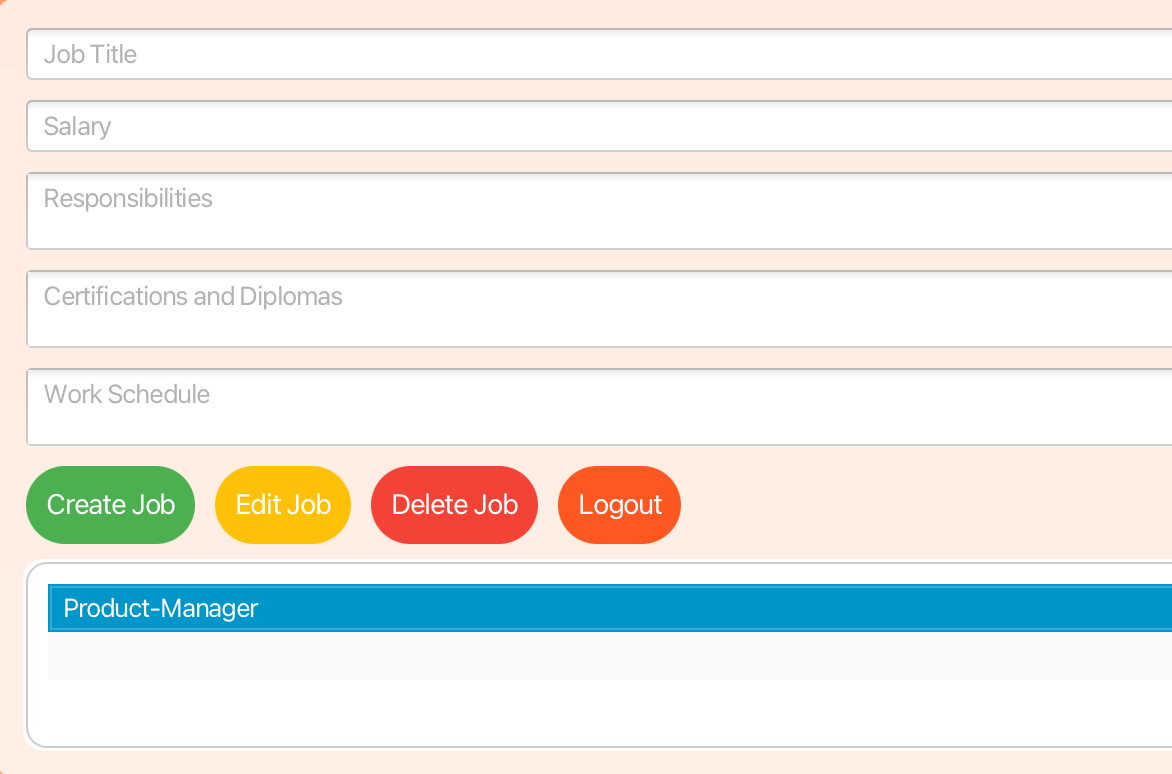 Job Title
Salary
Responsibilities
Certifications and Diplomas
Work Schedule
Create Job Edit Job Delete Job Logout
Product-Manager